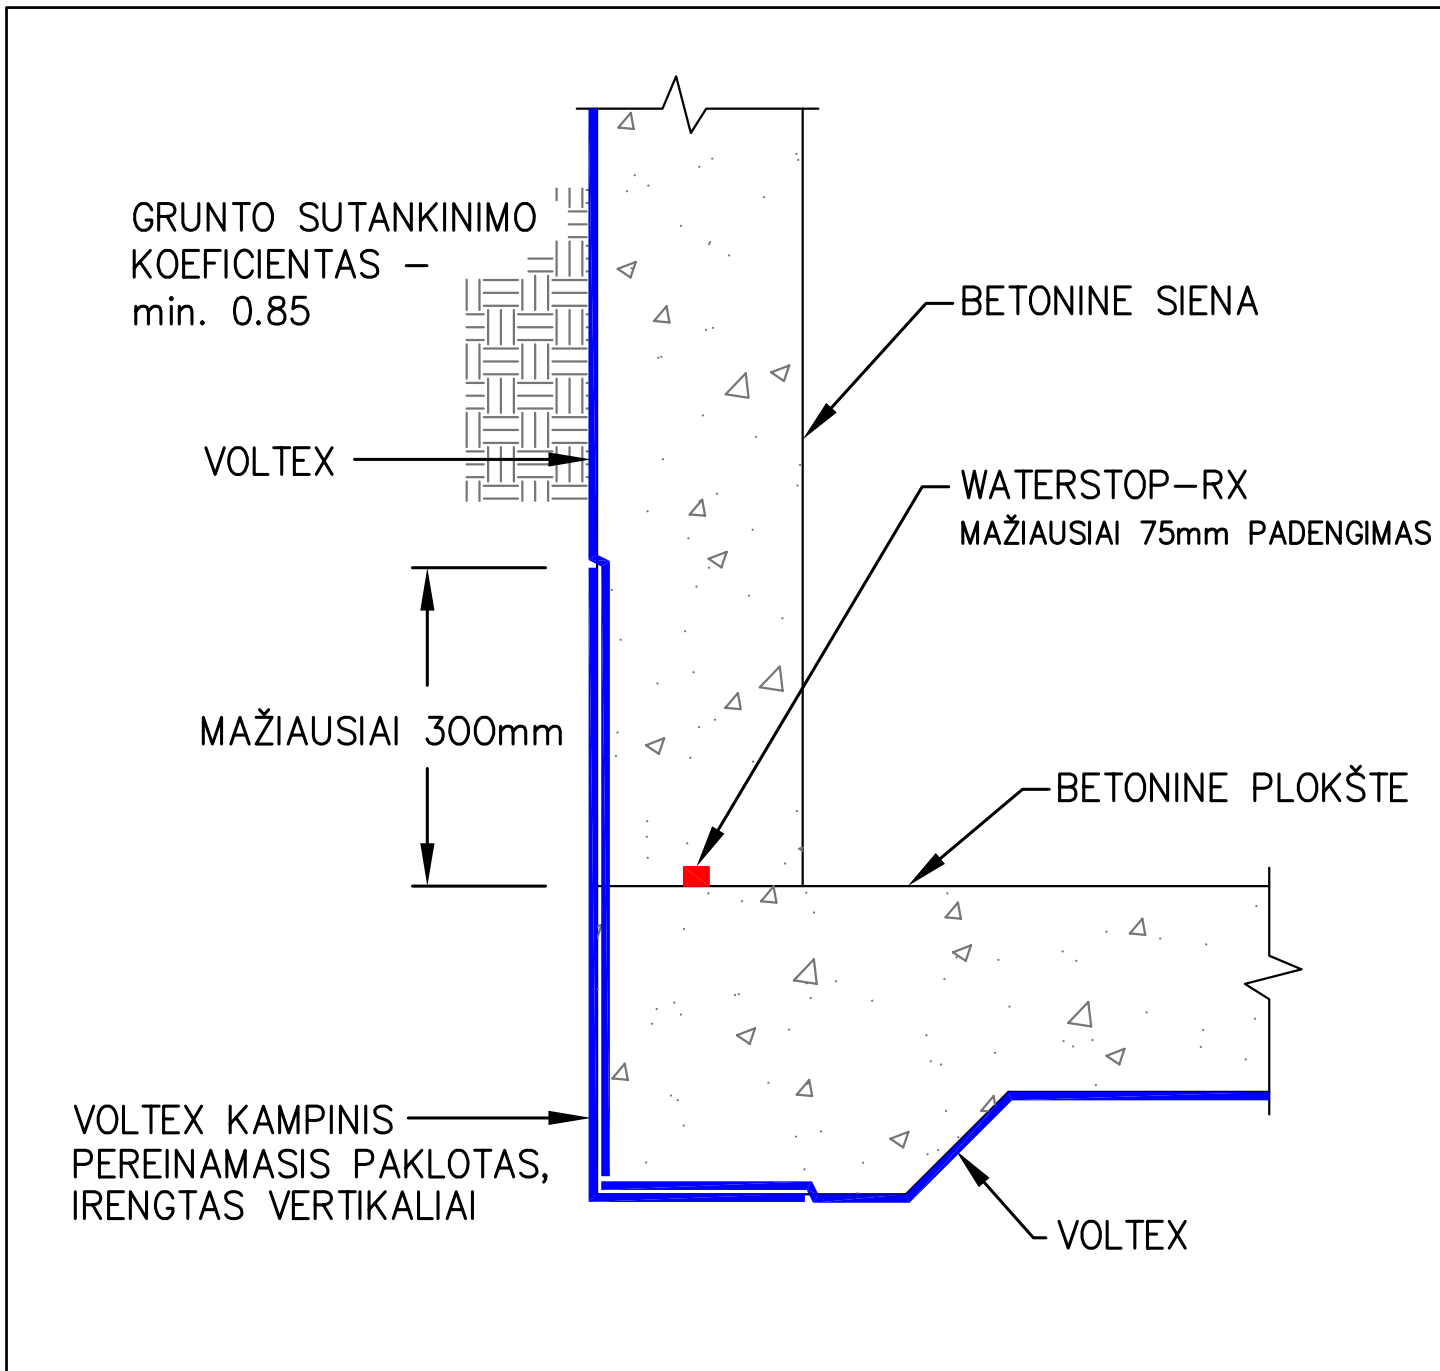 GRUNTO SUTANKINIMO
KOEFICIENTAS –
min. 0.85
BETONINE SIENA
VOLTEX
WATERSTOP–RX
MAŽIAUSIAI 75mm PADENGIMAS
MAŽIAUSIAI 300mm
BETONINE PLOKŠTE
VOLTEX KAMPINIS
PEREINAMASIS PAKLOTAS,
IRENGTAS VERTIKALIAI
VOLTEX